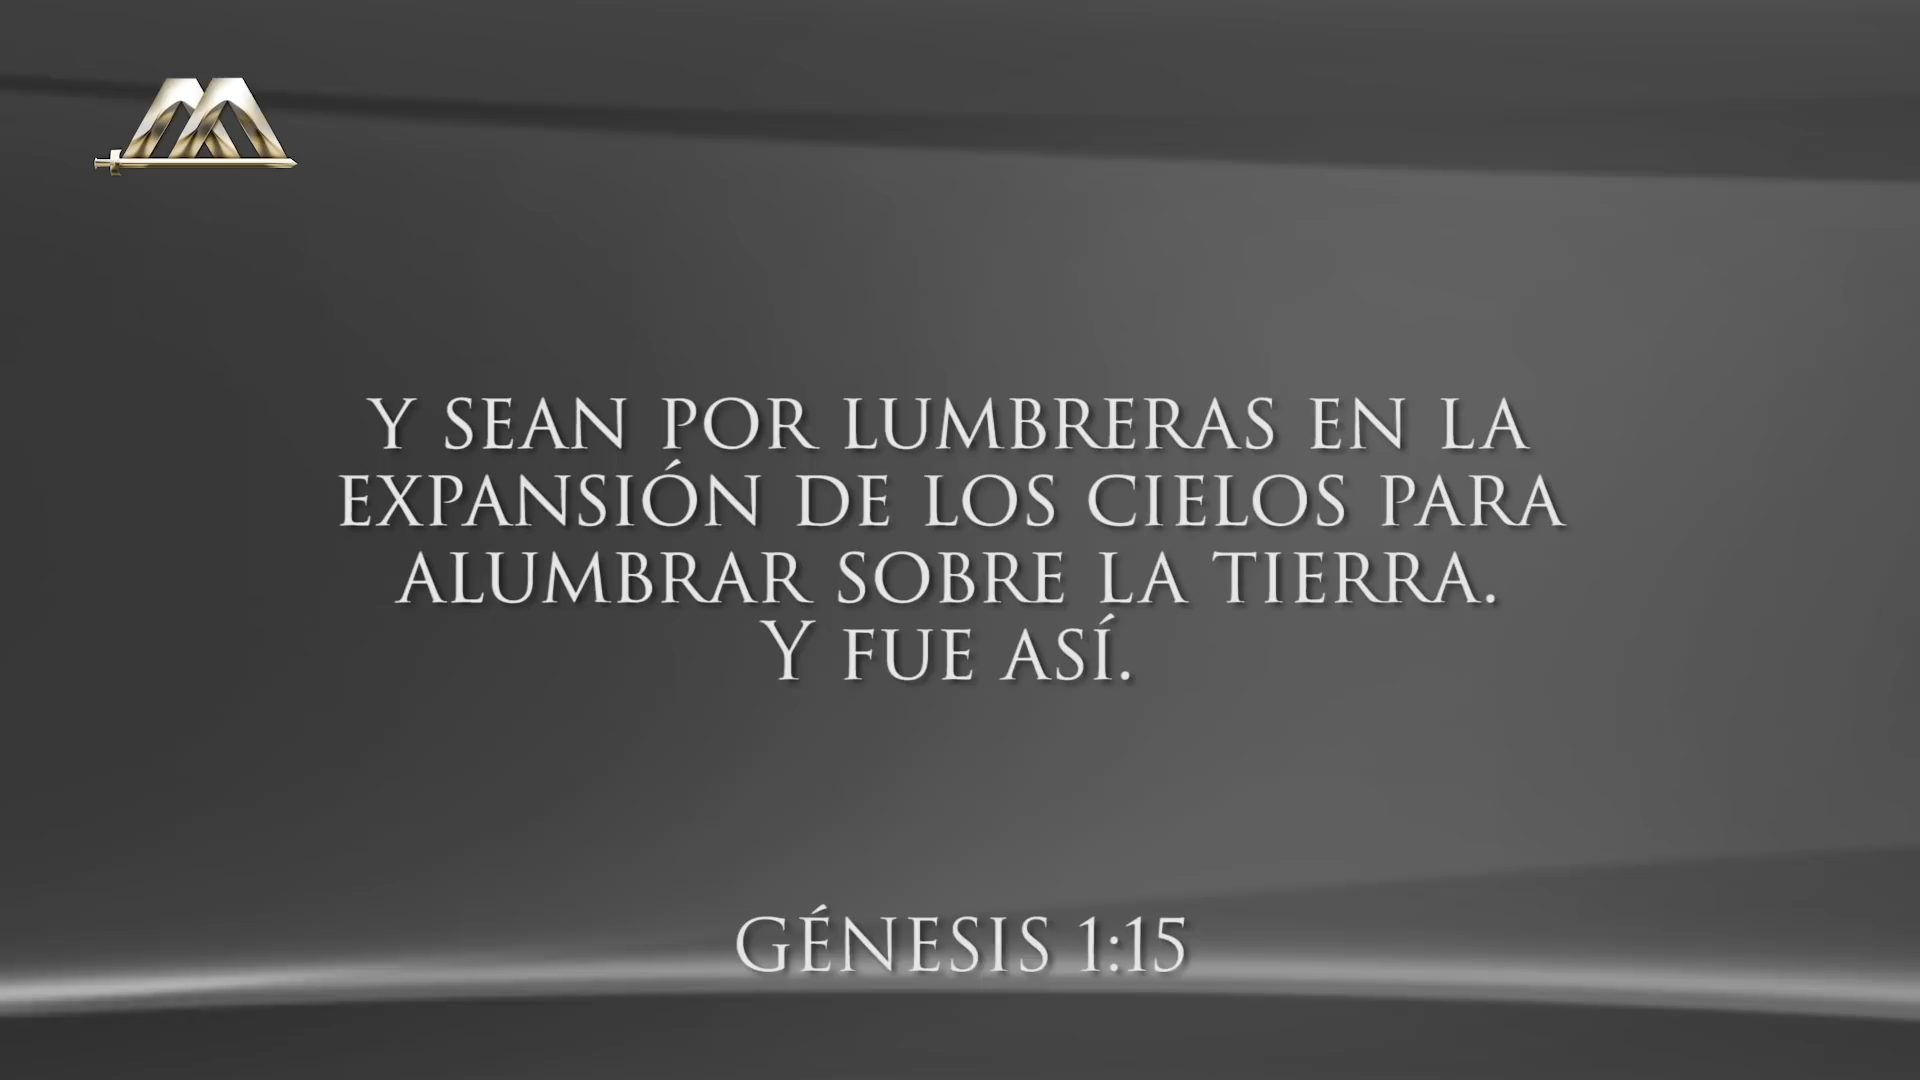 Y SEAN POR LUMBRERAS EN LA
EXPANSIÓN DE LOS CIELOS PARA
ALUMBRAR SOBRE LA TIERRA.
Y FUE ASÍ.
GÉNESIS 1:15